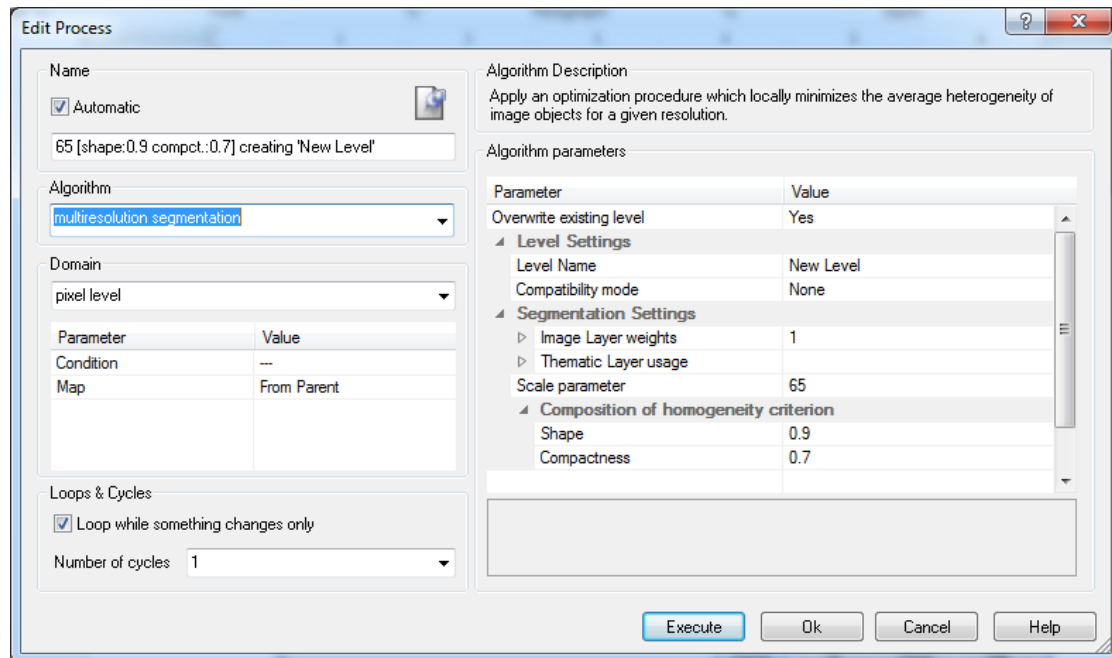 Edit Process
Name
Automatic
65 [shape:0.9 compct.:0.7] creating 'New Level'
Algorithm
multiresolution segmentation
Domain
pixel level
Parameter Value
Condition ---
Map From Parent
Loops & Cycles
Loop while something changes only
Number of cycles 1
Algorithm Description
Apply an optimization procedure which locally minimizes the average heterogeneity of
image objects for a given resolution.
Algorithm parameters
Parameter Value
Overwrite existing level Yes
Level Settings
Level Name New Level
Compatibility mode None
Segmentation Settings
Image Layer weights 1
Thematic Layer usage
Scale parameter 65
Composition of homogeneity criterion
Shape 0.9
Compactness 0.7
Execute Ok Cancel Help